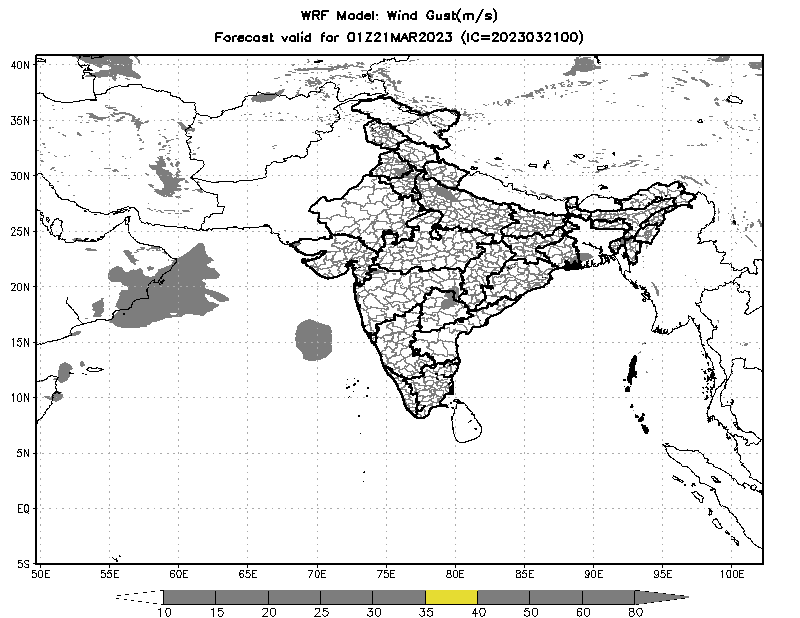 WRF Model: Wind Gust(m/s)
Forecast valid for 01Z21MAR2023 (IC=2023032100)
40N
35N
30N
25N
20N
15N
10N
5N
EQ
5S
50E 55E 60E 65E 70E 75E 80E 85E 90E 95E 100E
10 15 20 25 30 35 40 50 60 80